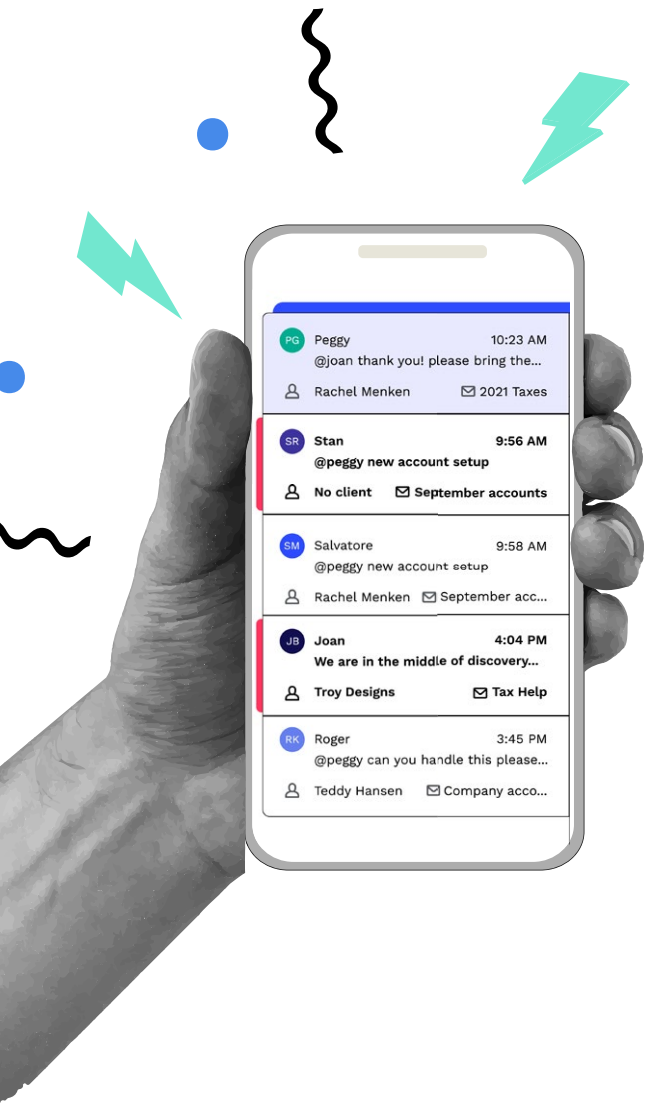 PG Peggy 10:23 AM
@joan thank you! please bring the...
Rachel Menken 2021 Taxes
SR Stan 9:56 AM
@peggy new account setup
No client September accounts
SM Salvatore 9:58 AM
@peggy new account setup
Rachel Menken September acc...
JB Joan 4:04 PM
We are in the middle of discovery...
Troy Designs Tax Help
RK Roger 3:45 PM
@peggy can you handle this please...
Teddy Hansen Company acco...